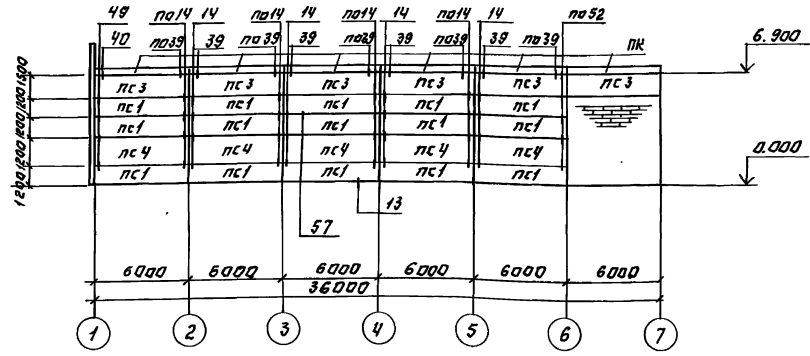 49 по14 14 по14 14 по14 14 по14 14 по52
40 по39 39 по39 39 по39 39 по39 39 по39 ПК 6.900
пс3 пс3 пс3 пс3 пс3 пс3
пс1 пс1 пс1 пс1 пс1
пс1 пс1 пс1 пс1 пс1
пс4 пс4 пс4 пс4 пс4 0.000
пс1 пс1 пс1 пс1 пс1
1200 1200 1200 1200 1500
13
57
6000 6000 6000 6000 6000 6000
36000
1 2 3 4 5 6 7